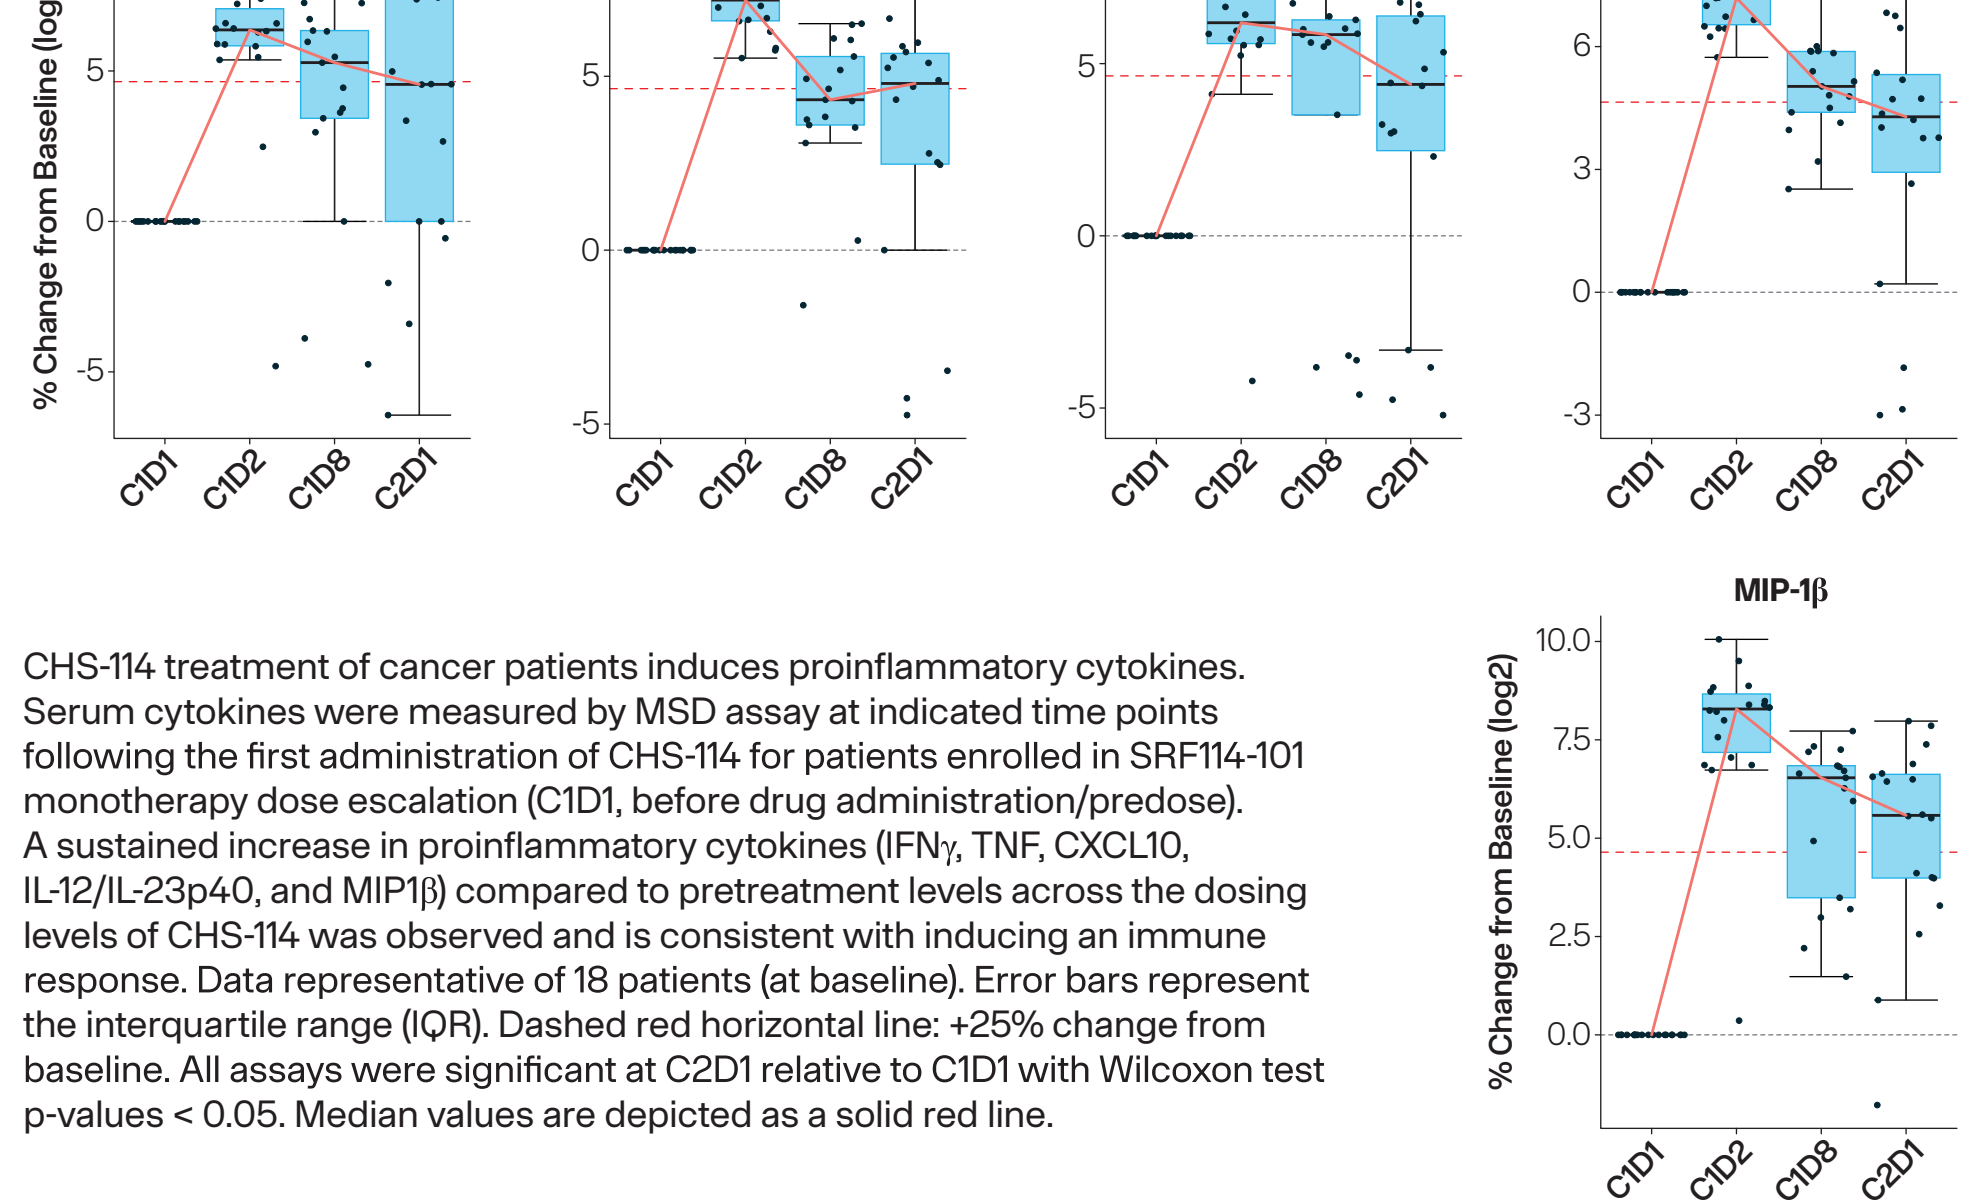 % Change from Baseline (log
5
0
-5
C1D1
C1D2
C1D8
C2D1
5
0
-5
C1D1
C1D2
C1D8
C2D1
5
0
-5
C1D1
C1D2
C1D8
C2D1
6
3
0
-3
C1D1
C1D2
C1D8
C2D1
CHS-114 treatment of cancer patients induces proinflammatory cytokines.
Serum cytokines were measured by MSD assay at indicated time points
following the first administration of CHS-114 for patients enrolled in SRF114-101
monotherapy dose escalation (C1D1, before drug administration/predose).
A sustained increase in proinflammatory cytokines (IFNγ, TNF, CXCL10,
IL-12/IL-23p40, and MIP1β) compared to pretreatment levels across the dosing
levels of CHS-114 was observed and is consistent with inducing an immune
response. Data representative of 18 patients (at baseline). Error bars represent
the interquartile range (IQR). Dashed red horizontal line: +25% change from
baseline. All assays were significant at C2D1 relative to C1D1 with Wilcoxon test
p-values < 0.05. Median values are depicted as a solid red line.
MIP-1β
% Change from Baseline (log2)
10.0
7.5
5.0
2.5
0.0
C1D1
C1D2
C1D8
C2D1